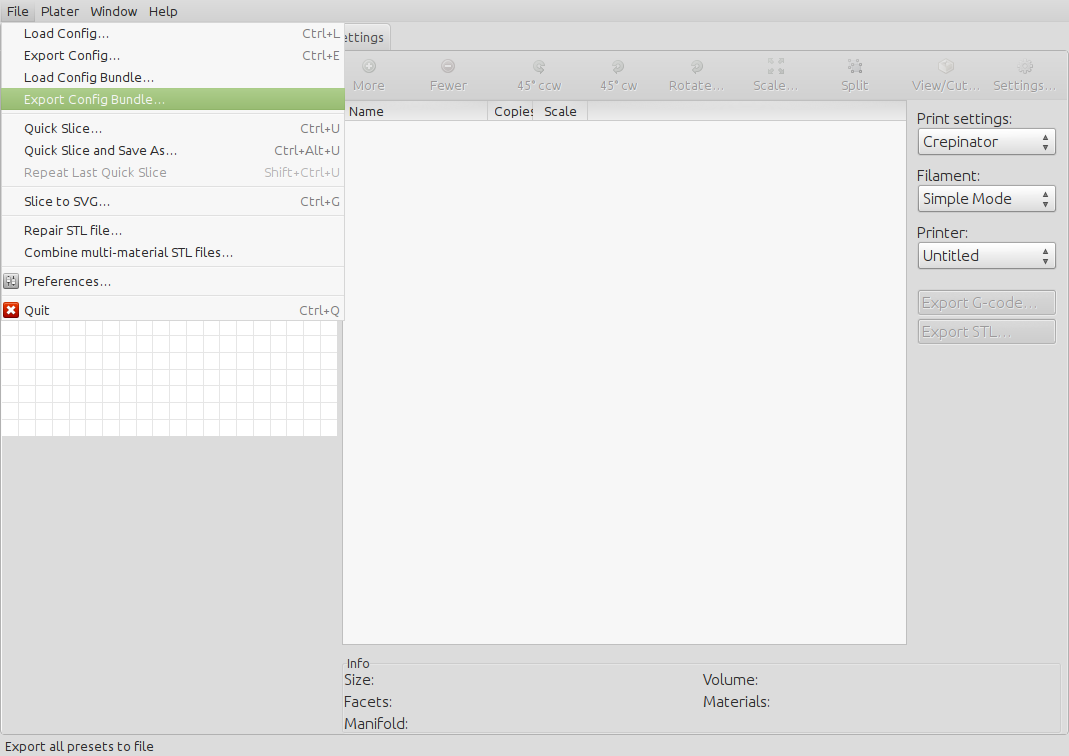 File Plater Window Help
Load Config... Ctrl+L
Export Config... Ctrl+E
Load Config Bundle...
Export Config Bundle...
Quick Slice... Ctrl+U
Quick Slice and Save As... Ctrl+Alt+U
Repeat Last Quick Slice Shift+Ctrl+U
Slice to SVG... Ctrl+G
Repair STL file...
Combine multi-material STL files...
Preferences...
Quit Ctrl+Q
ettings
More Fewer 45° ccw 45° cw Rotate... Scale... Split View/Cut... Settings...
Name Copies Scale
Print settings:
Crepinator
Filament:
Simple Mode
Printer:
Untitled
Export G-code...
Export STL...
Info
Size: Volume:
Facets: Materials:
Manifold:
Export all presets to file